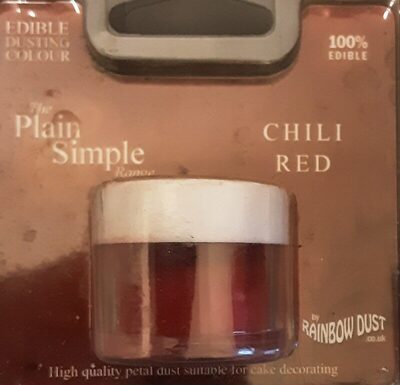 EDIBLE
DUSTING
COLOUR
100%
EDIBLE
The
Plain
Simple
Range
CHILI
RED
by
RAINBOW DUST
.co.uk
High quality petal dust suitable for cake decorating